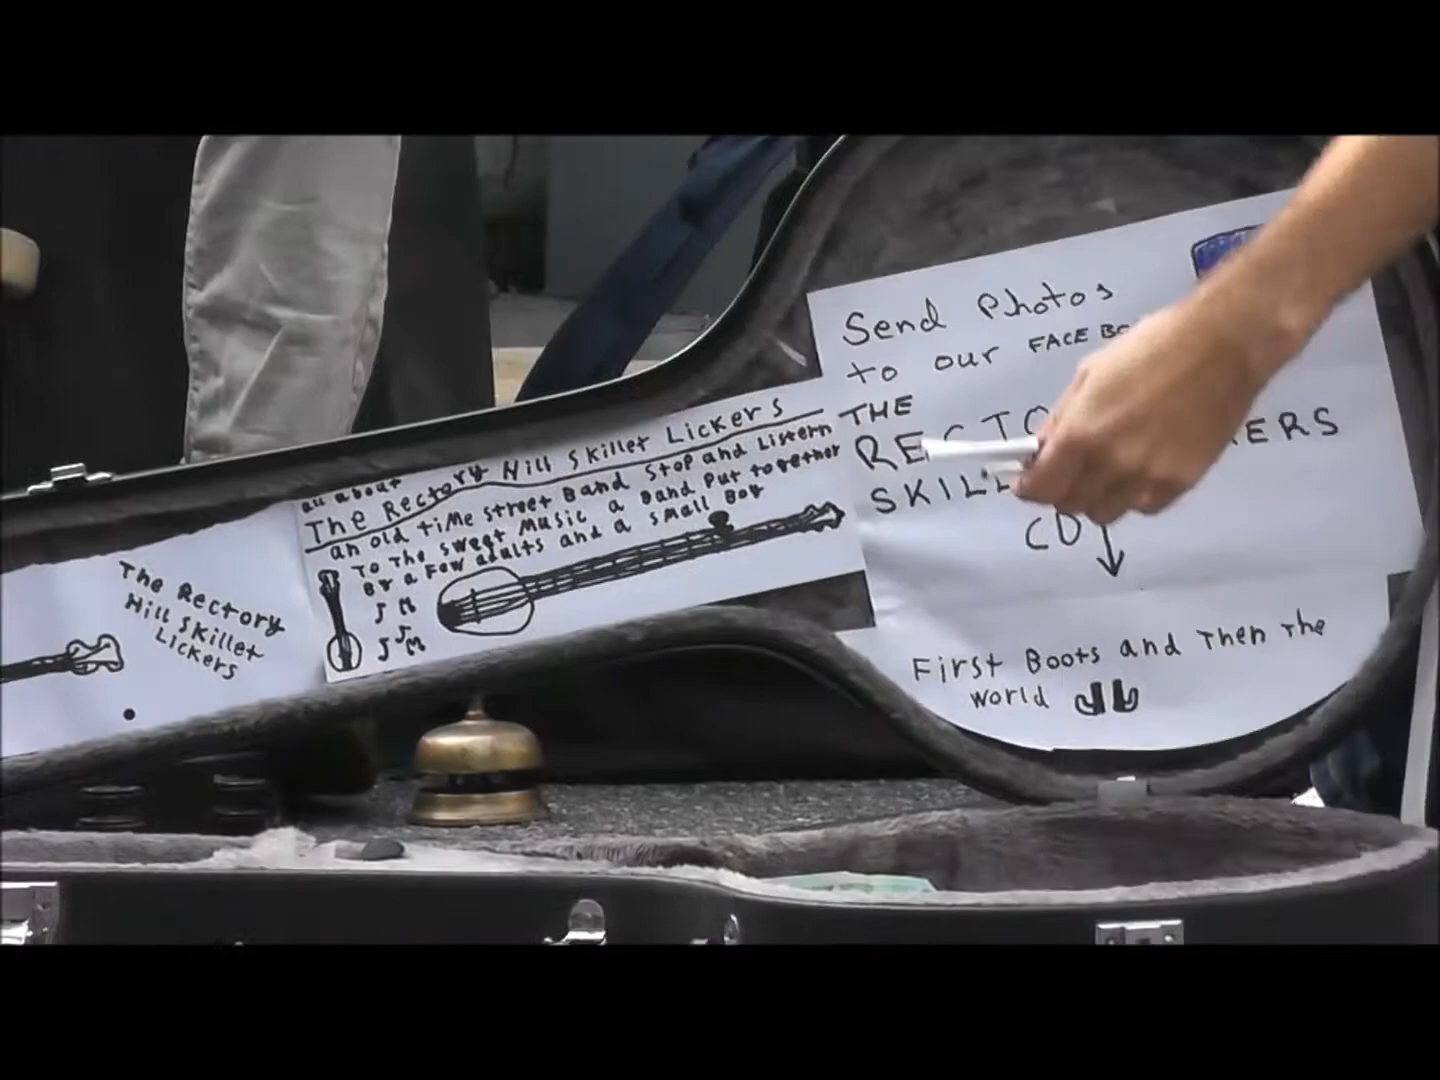 The Rectory
Hill Skillet
Lickers
all about
The Rectory Hill Skillet Lickers
an old time street Band Stop and Listern
To The sweet Music a Band Put together
By a Few adults and a small Boy
Send Photos
to our FACE
THE
CD
First Boots and Then The
World